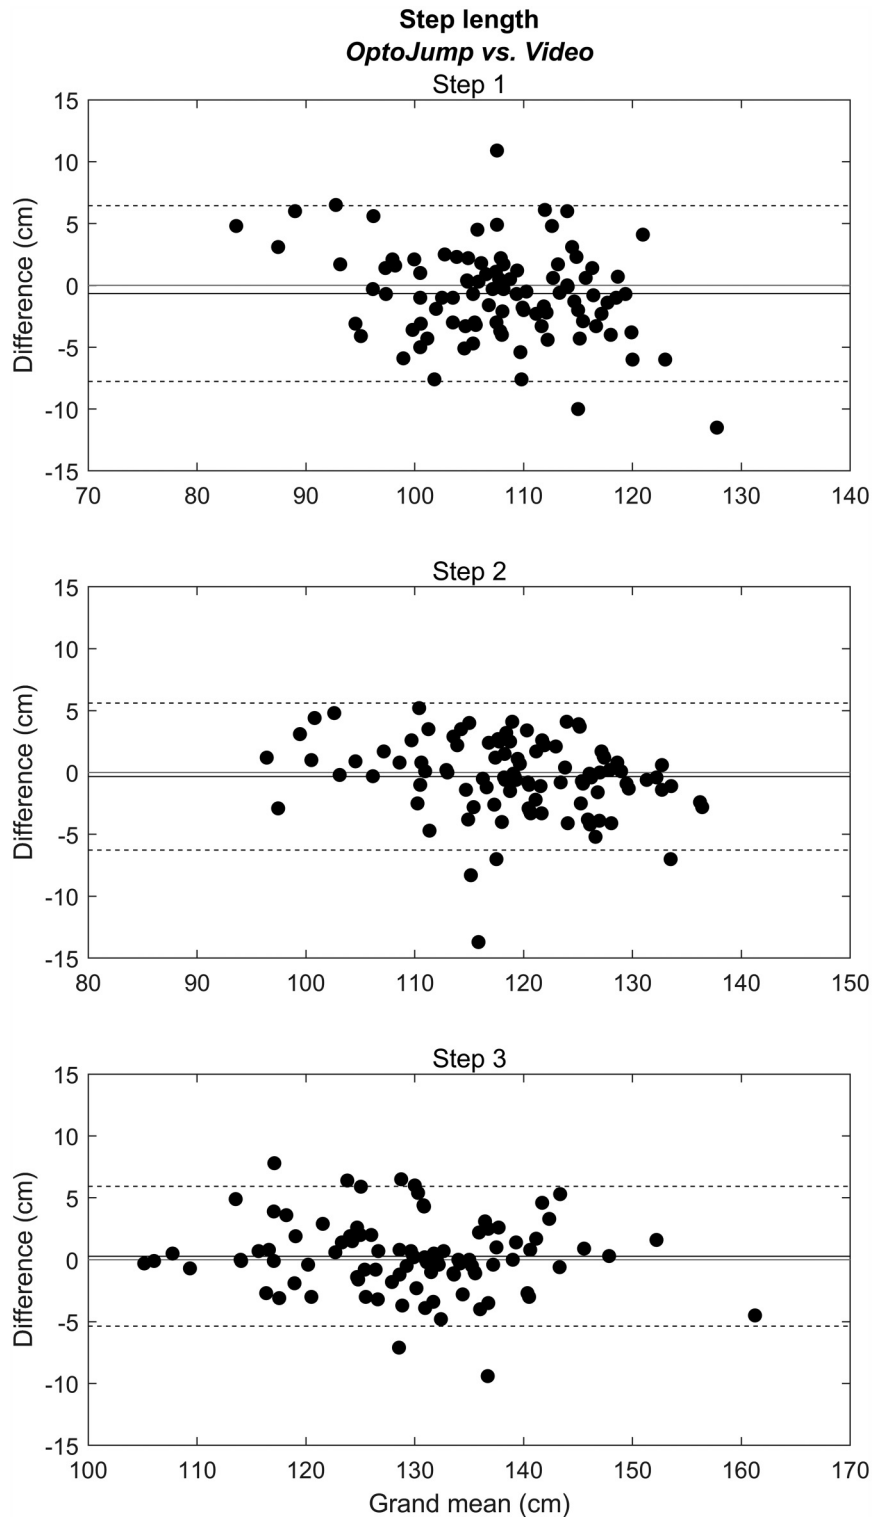 Step length
OptoJump vs. Video
Step 1
15
10
5
0
-5
-10
-15
Difference (cm)
70 80 90 100 110 120 130 140
Step 2
15
10
5
0
-5
-10
-15
Difference (cm)
80 90 100 110 120 130 140 150
Step 3
15
10
5
0
-5
-10
-15
Difference (cm)
100 110 120 130 140 150 160 170
Grand mean (cm)